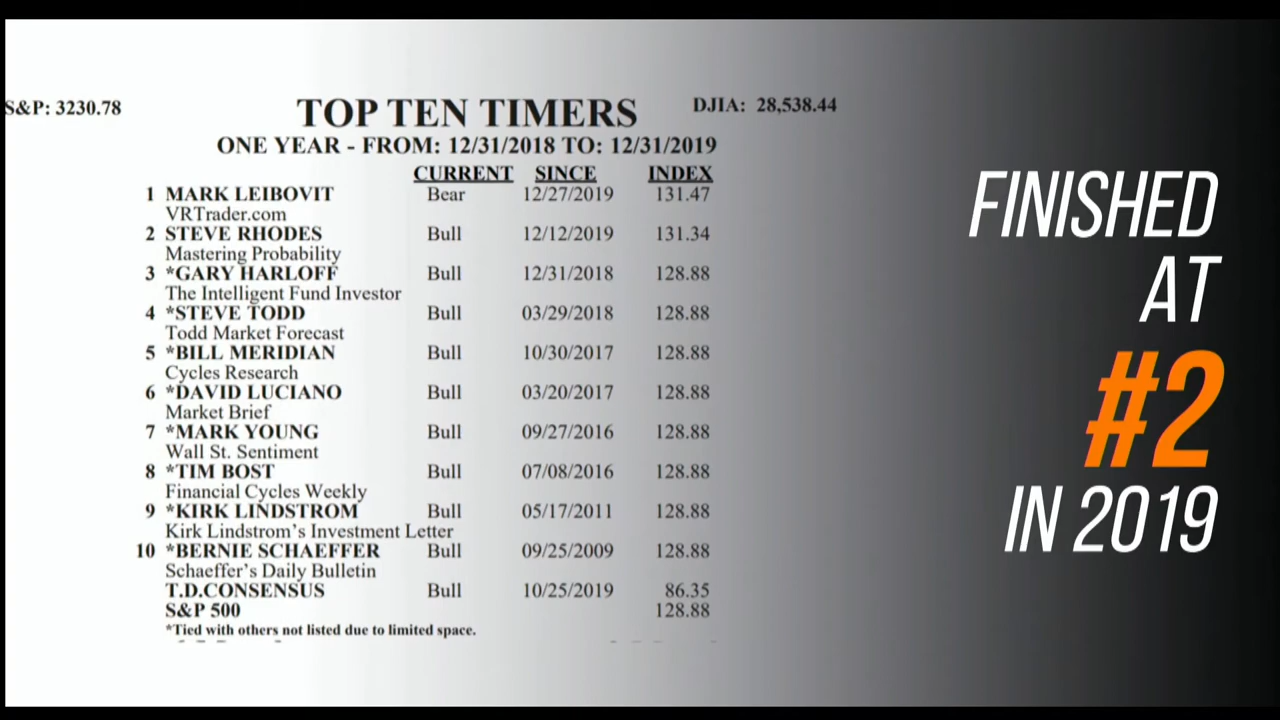 S&P: 3230.78
TOP TEN TIMERS
DJIA: 28,538.44
ONE YEAR - FROM: 12/31/2018 TO: 12/31/2019
CURRENT SINCE INDEX
1 MARK LEIBOVIT Bear 12/27/2019 131.47
VRTrader.com
2 STEVE RHODES Bull 12/12/2019 131.34
Mastering Probability
3 *GARY HARLOFF Bull 12/31/2018 128.88
The Intelligent Fund Investor
4 *STEVE TODD Bull 03/29/2018 128.88
Todd Market Forecast
5 *BILL MERIDIAN Bull 10/30/2017 128.88
Cycles Research
6 *DAVID LUCIANO Bull 03/20/2017 128.88
Market Brief
7 *MARK YOUNG Bull 09/27/2016 128.88
Wall St. Sentiment
8 *TIM BOST Bull 07/08/2016 128.88
Financial Cycles Weekly
9 *KIRK LINDSTROM Bull 05/17/2011 128.88
Kirk Lindstrom's Investment Letter
10 *BERNIE SCHAEFFER Bull 09/25/2009 128.88
Schaeffer's Daily Bulletin
T.D.CONSENSUS Bull 10/25/2019 86.35
S&P 500 128.88
*Tied with others not listed due to limited space.
FINISHED
AT
#2
IN 2019